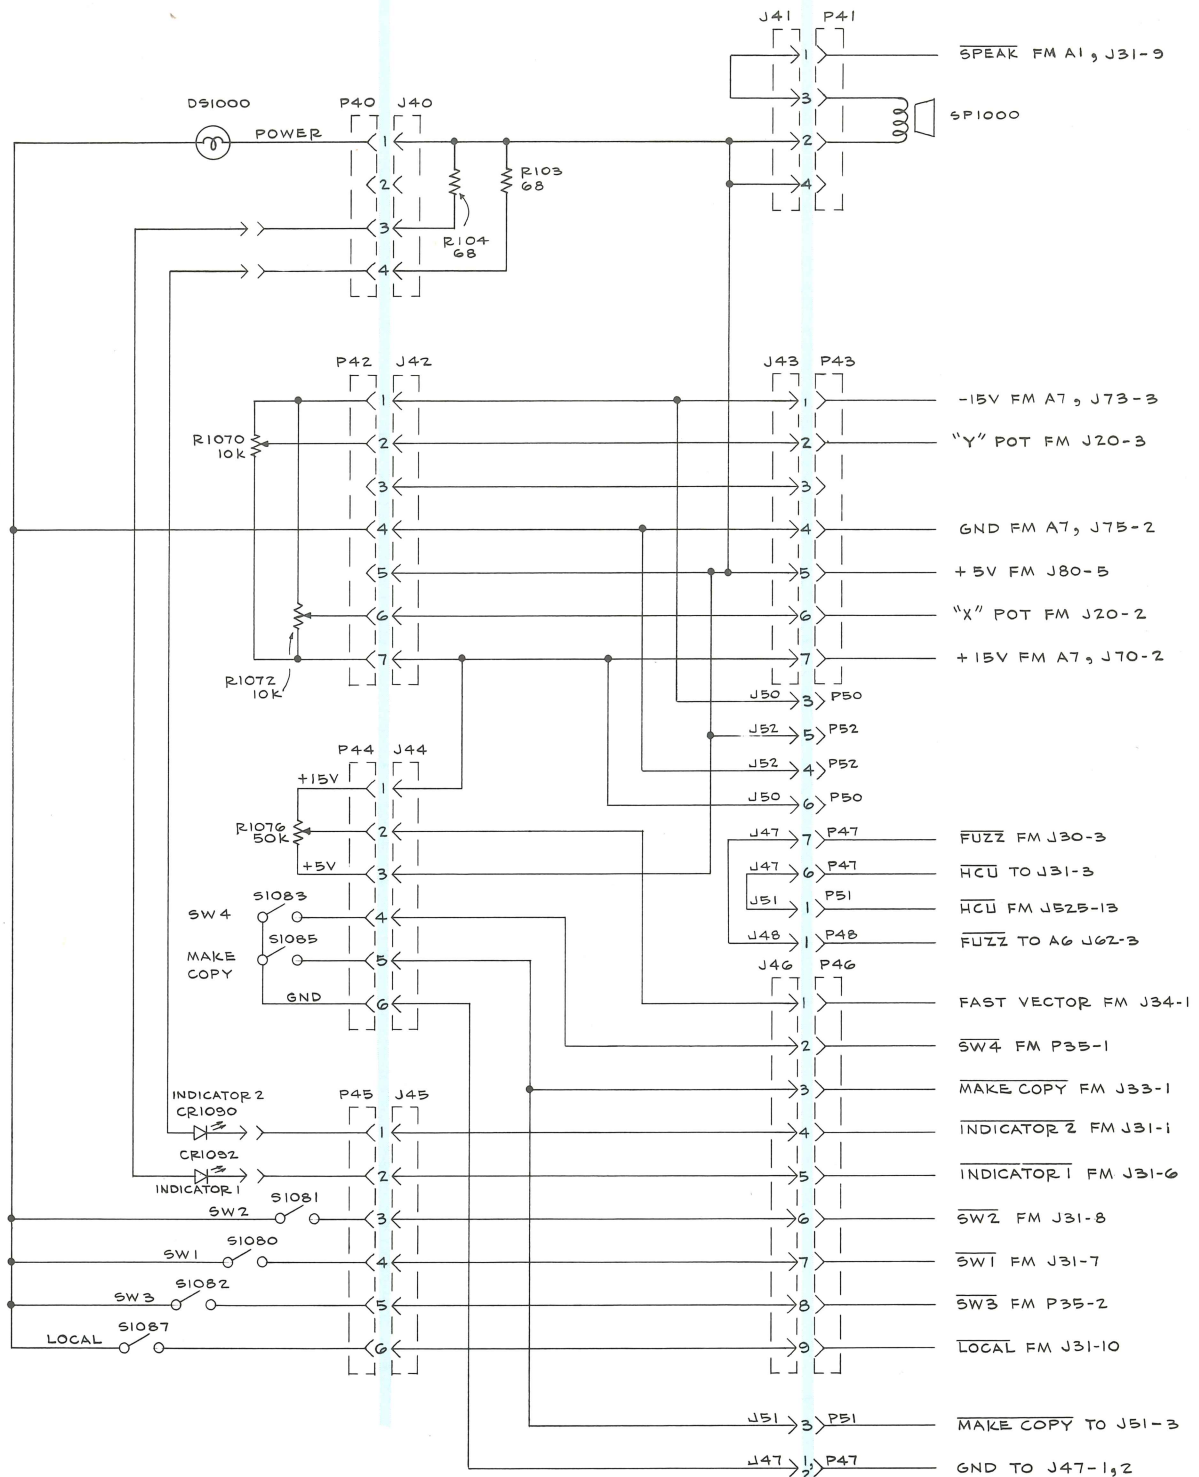 J41 P41
1 SPEAK FM A1, J31-9
DS1000
P40 J40
3
SP1000
POWER
1
2
R103
68
2
4
3
R104
68
4
P42 J42
J43 P43
1
1
-15V FM A7, J73-3
R1070
10K
2
2
"Y" POT FM J20-3
3
3
4
4
GND FM A7, J75-2
5
5
+5V FM J80-5
6
6
"X" POT FM J20-2
7
7
+15V FM A7, J70-2
R1072
10K
J50 3 P50
J52 5 P52
P44 J44
J52 4 P52
+15V
1
J50 6 P50
R1076
50K
2
J47 7 P47
FUZZ FM J30-3
+5V
3
J47 6 P47
HCU TO J31-3
S1083
SW4
4
J51 1 P51
HCU FM J525-13
S1085
MAKE
COPY
5
J48 1 P48
FUZZ TO A6 J62-3
J46 P46
GND
6
1
FAST VECTOR FM J34-1
2
SW4 FM P35-1
3
MAKE COPY FM J33-1
INDICATOR 2
CR1090
P45 J45
1
4
INDICATOR 2 FM J31-1
CR1092
INDICATOR 1
2
5
INDICATOR 1 FM J31-6
SW2
S1081
3
6
SW2 FM J31-8
SW1
S1080
4
7
SW1 FM J31-7
SW3
S1082
5
8
SW3 FM P35-2
LOCAL
S1087
6
9
LOCAL FM J31-10
J51 3 P51
MAKE COPY TO J51-3
J47 1,2 P47
GND TO J47-1,2